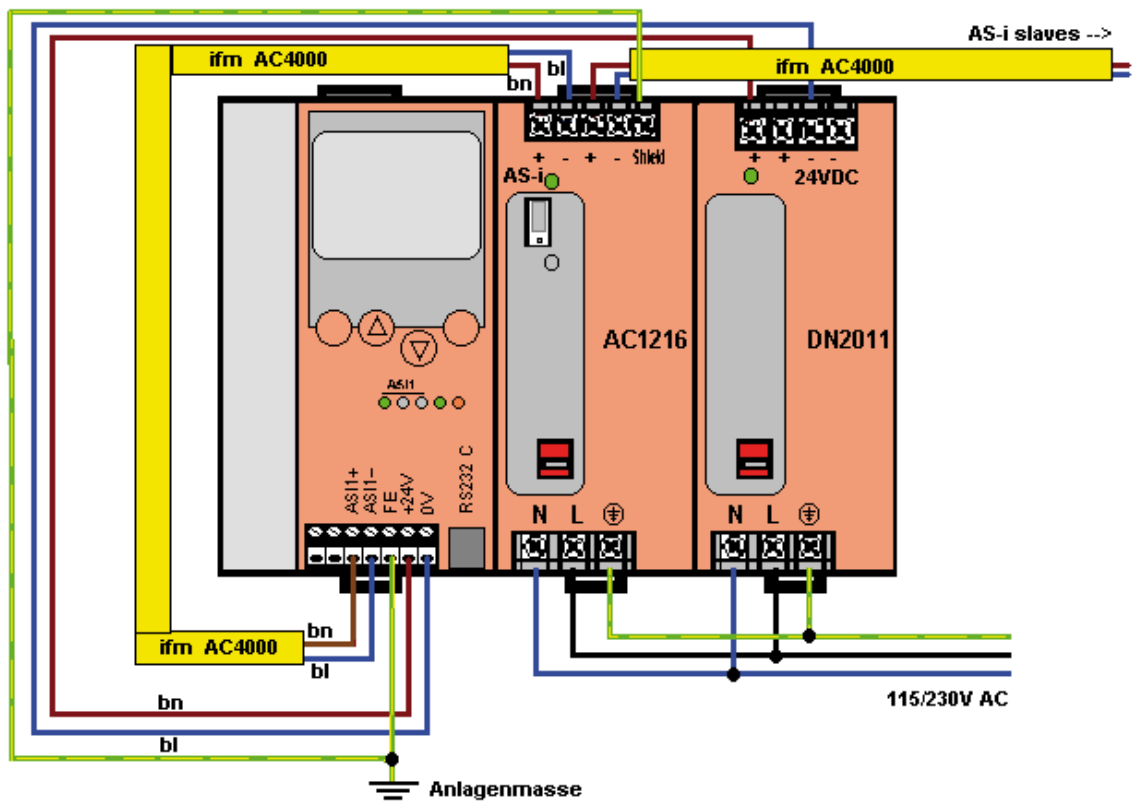 AS-i slaves -->
ifm AC4000
ifm AC4000
bl
bn
+ - + - Shield
+ + - -
AS-i
24VDC
AC1216
DN2011
ASI1
ASI1+
ASI1-
FE
+24V
0V
RS232 C
N L
N L
bn
ifm AC4000
bl
bn
115/230V AC
bl
Anlagenmasse